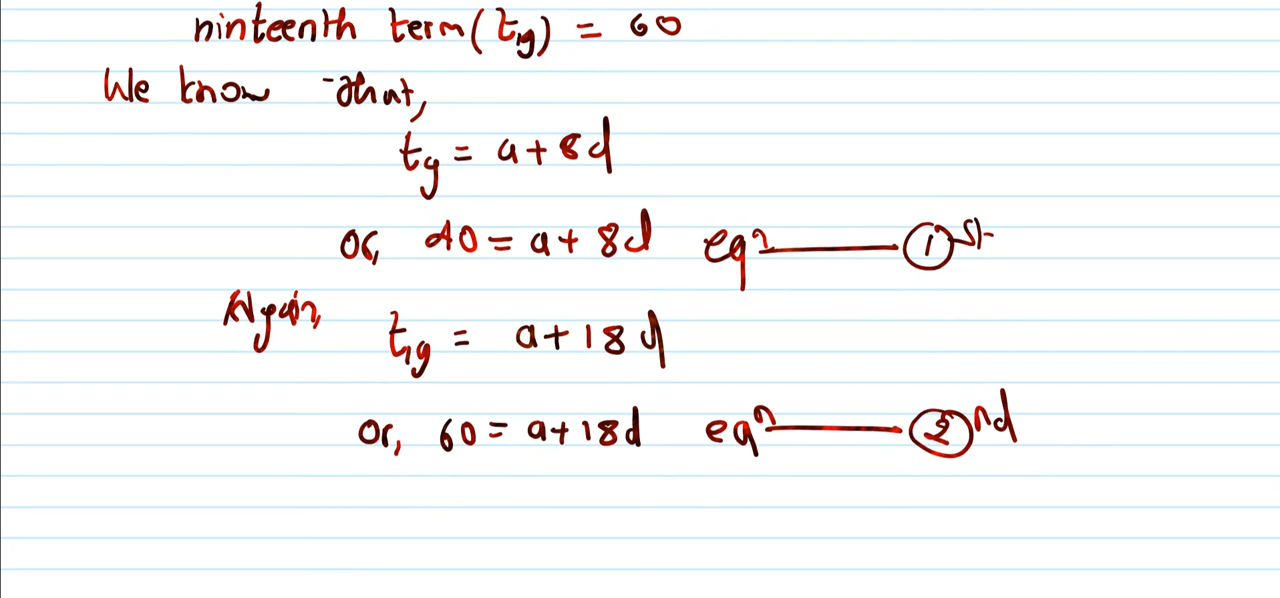 ninteenth term (t₁₉) = 60
We know that,
t₉ = a + 8d
or, 40 = a + 8d eqⁿ 1st
Again,
t₁₉ = a + 18d
or, 60 = a + 18d eqⁿ 2nd